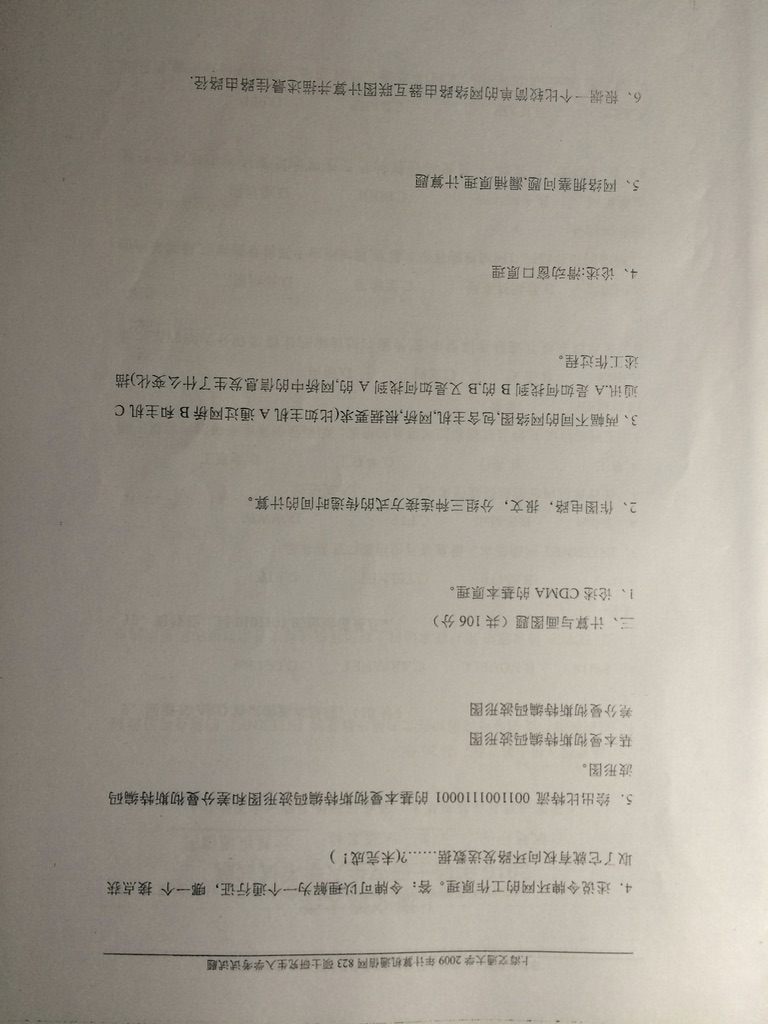 上海交通大学 2009 年计算机通信网 823 硕士研究生入学考试试题
4．述说令牌环网的工作原理。答：令牌可以理解为一个通行证，哪一个 接点获
取了它就有权向环路发送数据……?(未完成！)
5．绘出比特流 0011001110001 的基本曼彻斯特编码波形图和差分曼彻斯特编码
波形图。
基本曼彻斯特编码波形图
差分曼彻斯特编码波形图
三、计算与画图题（共 106 分）
1、论述 CDMA 的基本原理。
2、作图电路，报文，分组三种连接方式的传递时间的计算。
3、两幅不同的网络图,包含主机,网桥,根据要求(比如主机 A 通过网桥 B 和主机 C
通讯.A 是如何找到 B 的,B 又是如何找到 A 的,网桥中的信息发生了什么变化)描
述工作过程。
4、论述:滑动窗口原理
5、网络拥塞问题.漏桶原理,计算题
6、根据一个比较简单的网络路由器互联图计算并描述最佳路由路径.